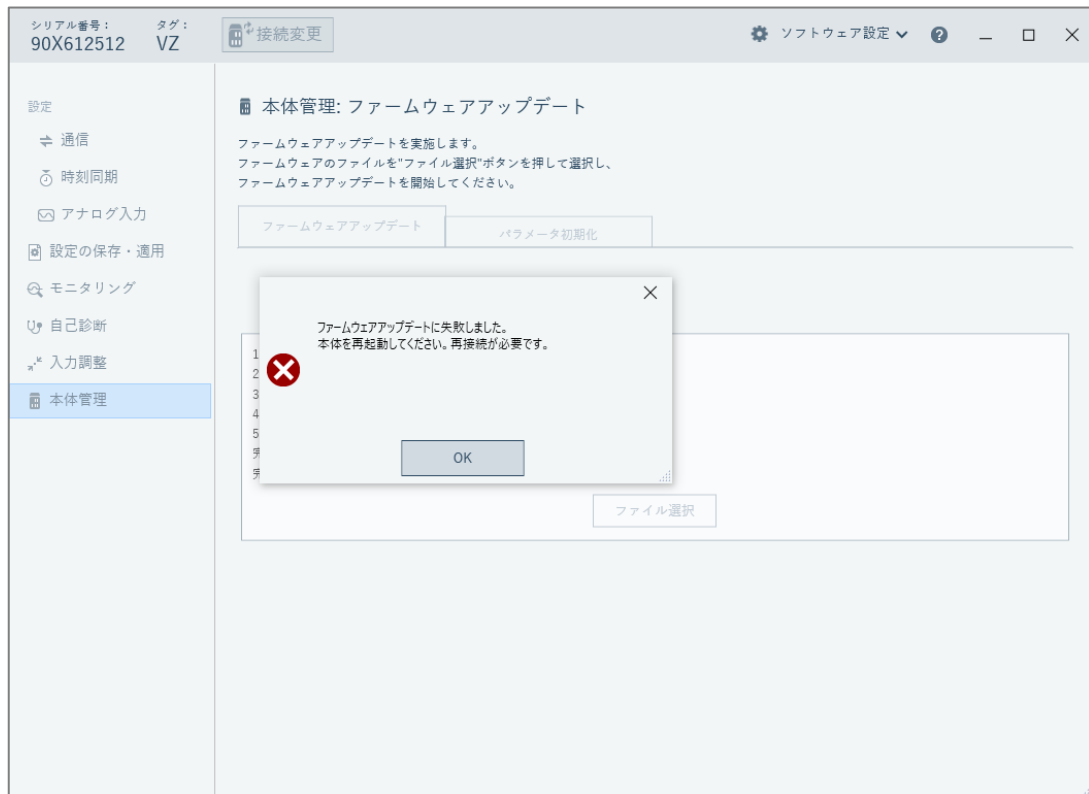 シリアル番号： タグ：
90X612512 VZ
接続変更
ソフトウェア設定
設定
通信
時刻同期
アナログ入力
設定の保存・適用
モニタリング
自己診断
入力調整
本体管理
本体管理: ファームウェアアップデート
ファームウェアアップデートを実施します。
ファームウェアのファイルを"ファイル選択"ボタンを押して選択し、
ファームウェアアップデートを開始してください。
ファームウェアアップデート
パラメータ初期化
ファームウェアアップデートに失敗しました。
本体を再起動してください。再接続が必要です。
OK
1
2
3
4
5
ファイル選択